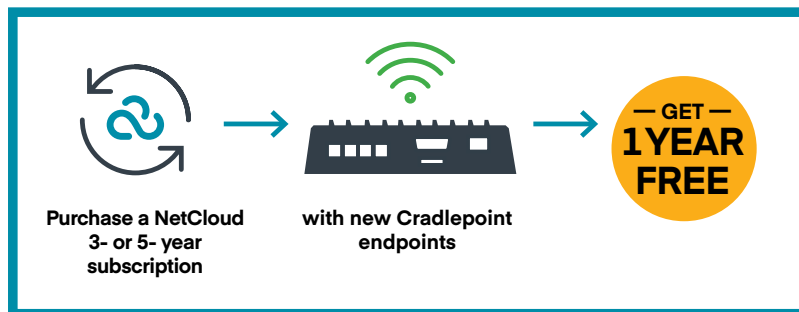 Purchase a NetCloud
3- or 5- year
subscription
with new Cradlepoint
endpoints
— GET —
1 YEAR
FREE